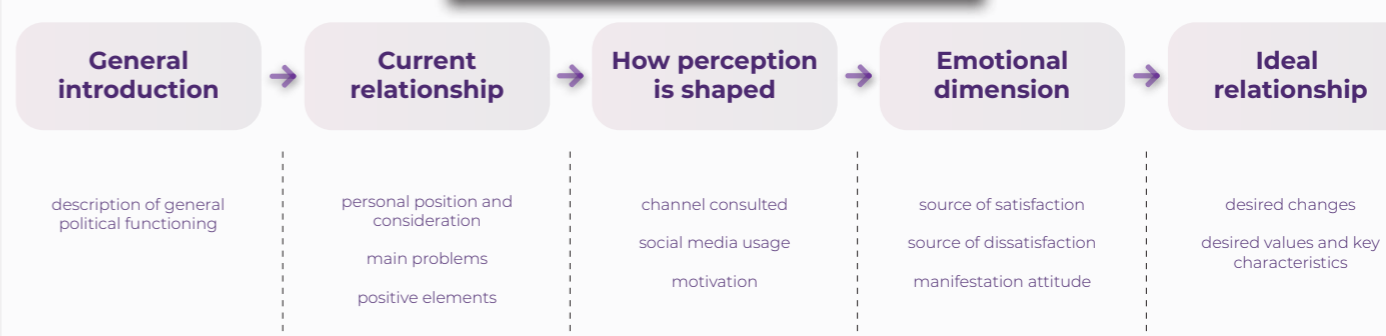 General
introduction
Current
relationship
How perception
is shaped
Emotional
dimension
Ideal
relationship
description of general
political functioning
personal position and
consideration
main problems
positive elements
channel consulted
social media usage
motivation
source of satisfaction
source of dissatisfaction
manifestation attitude
desired changes
desired values and key
characteristics